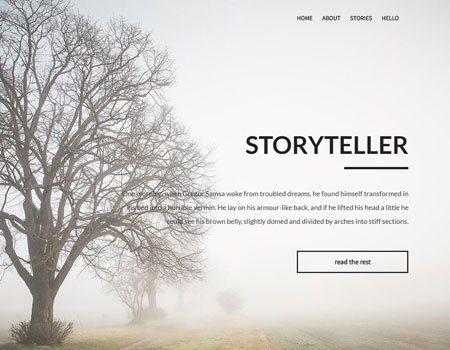 HOME ABOUT STORIES HELLO
STORYTELLER
One morning, when Gregor Samsa woke from troubled dreams, he found himself transformed in
his bed into a horrible vermin. He lay on his armour-like back, and if he lifted his head a little he
could see his brown belly, slightly domed and divided by arches into stiff sections.
read the rest